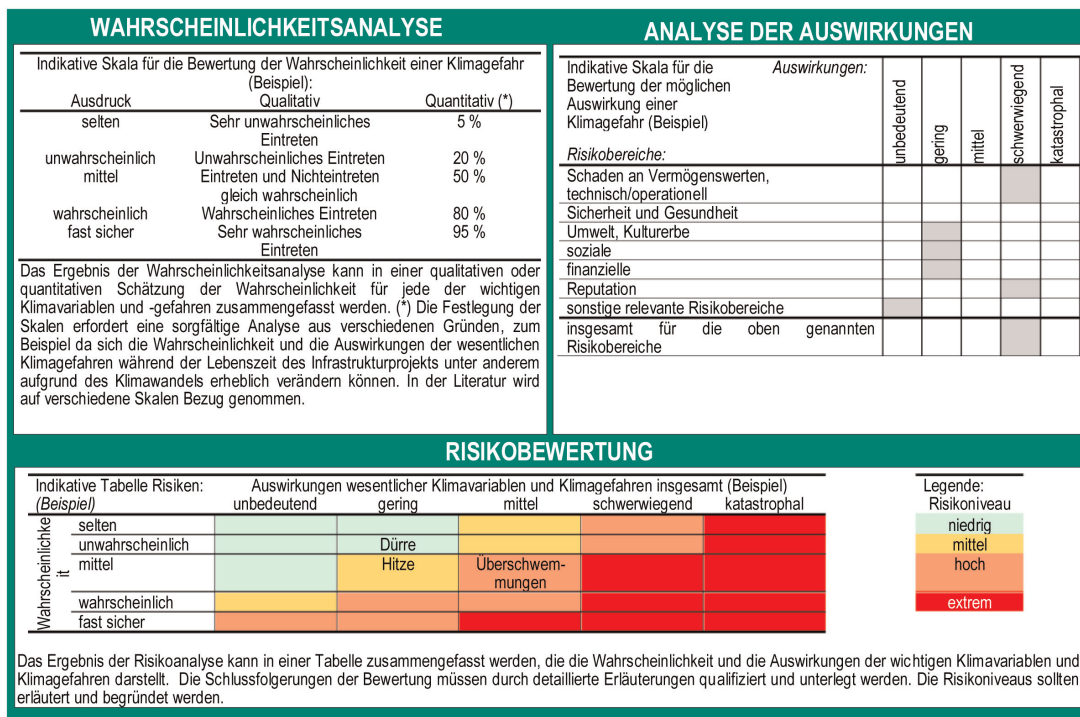 WAHRSCHEINLICHKEITSANALYSE
Indikative Skala für die Bewertung der Wahrscheinlichkeit einer Klimagefahr
(Beispiel):
Ausdruck Qualitativ Quantitativ (*)
selten Sehr unwahrscheinliches 5 %
Eintreten
unwahrscheinlich Unwahrscheinliches Eintreten 20 %
mittel Eintreten und Nichteintreten 50 %
gleich wahrscheinlich
wahrscheinlich Wahrscheinliches Eintreten 80 %
fast sicher Sehr wahrscheinliches 95 %
Eintreten
Das Ergebnis der Wahrscheinlichkeitsanalyse kann in einer qualitativen oder
quantitativen Schätzung der Wahrscheinlichkeit für jede der wichtigen
Klimavariablen und -gefahren zusammengefasst werden. (*) Die Festlegung der
Skalen erfordert eine sorgfältige Analyse aus verschiedenen Gründen, zum
Beispiel da sich die Wahrscheinlichkeit und die Auswirkungen der wesentlichen
Klimagefahren während der Lebenszeit des Infrastrukturprojekts unter anderem
aufgrund des Klimawandels erheblich verändern können. In der Literatur wird
auf verschiedene Skalen Bezug genommen.
ANALYSE DER AUSWIRKUNGEN
Indikative Skala für die Auswirkungen:
Bewertung der möglichen
Auswirkung einer
Klimagefahr (Beispiel)
Risikobereiche:
unbedeutend
gering
mittel
schwerwiegend
katastrophal
Schaden an Vermögenswerten,
technisch/operationell
Sicherheit und Gesundheit
Umwelt, Kulturerbe
soziale
finanzielle
Reputation
sonstige relevante Risikobereiche
insgesamt für die oben genannten
Risikobereiche
RISIKOBEWERTUNG
Indikative Tabelle Risiken: Auswirkungen wesentlicher Klimavariablen und Klimagefahren insgesamt (Beispiel)
(Beispiel) unbedeutend gering mittel schwerwiegend katastrophal
Wahrscheinlichke
it
selten
unwahrscheinlich Dürre
mittel Hitze Überschwem-
mungen
wahrscheinlich
fast sicher
Legende:
Risikoniveau
niedrig
mittel
hoch
extrem
Das Ergebnis der Risikoanalyse kann in einer Tabelle zusammengefasst werden, die die Wahrscheinlichkeit und die Auswirkungen der wichtigen Klimavariablen und
Klimagefahren darstellt. Die Schlussfolgerungen der Bewertung müssen durch detaillierte Erläuterungen qualifiziert und unterlegt werden. Die Risikoniveaus sollten
erläutert und begründet werden.